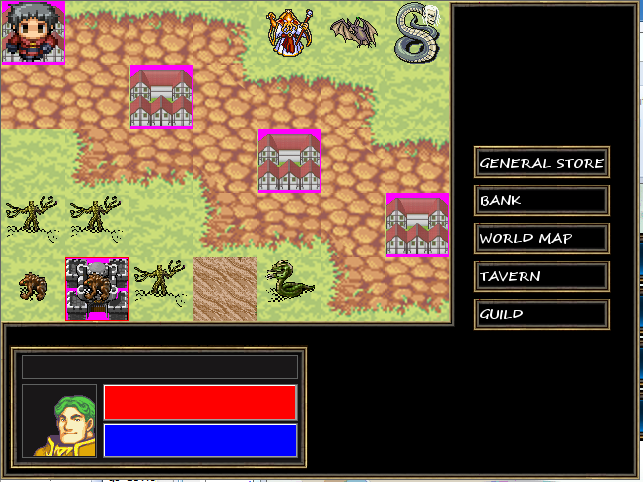 GENERAL STORE
BANK
WORLD MAP
TAVERN
GUILD